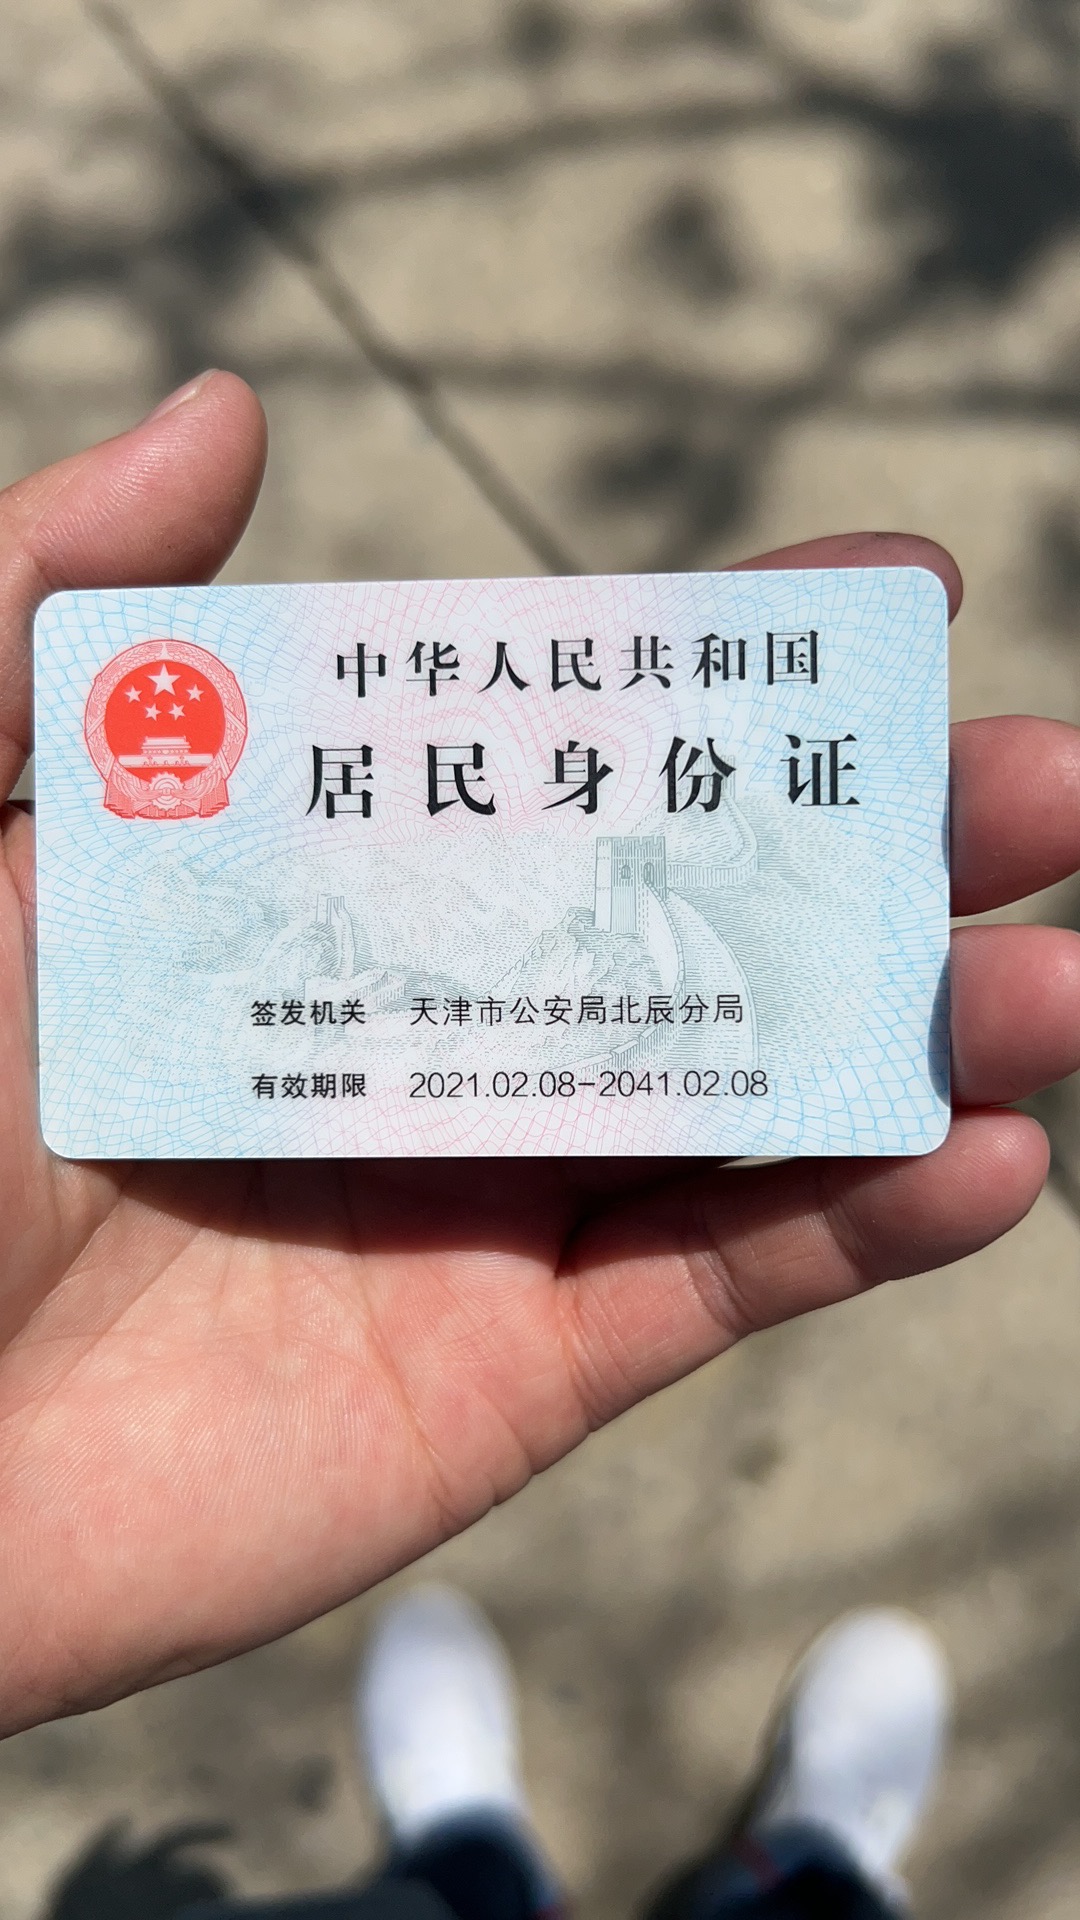 中华人民共和国
居民身份证
签发机关 天津市公安局北辰分局
有效期限 2021.02.08-2041.02.08